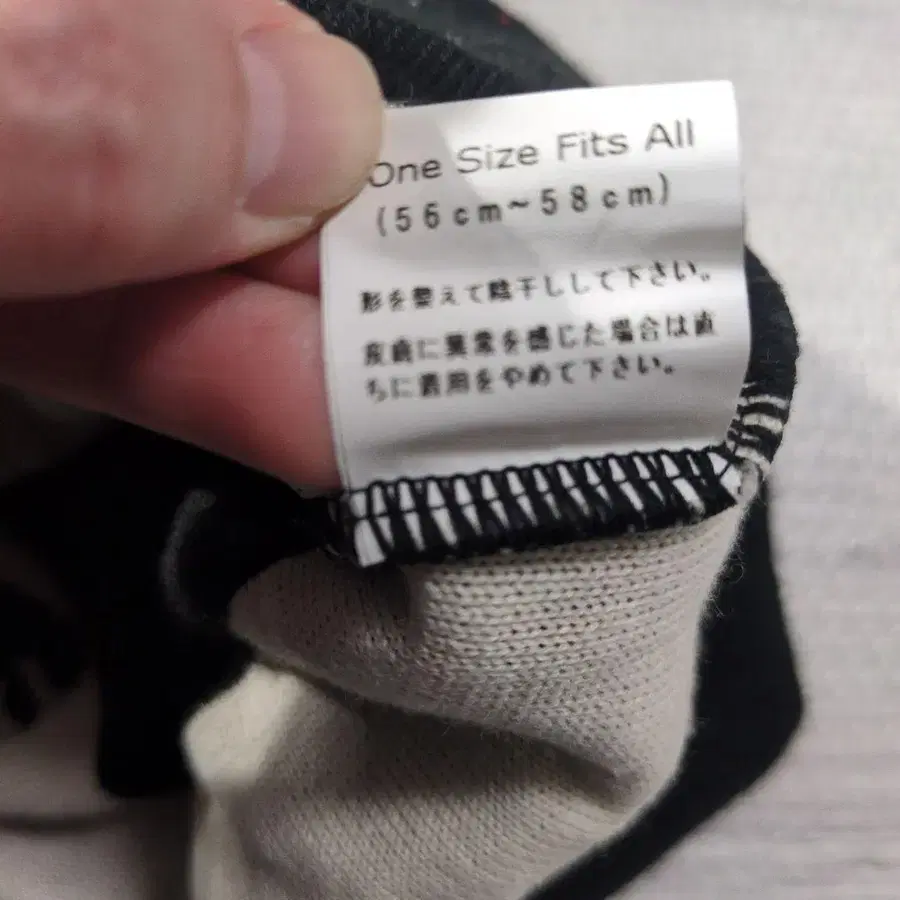 One Size Fits All
(56cm~58cm)
形を整えて陰干しして下さい。
皮膚に異常を感じた場合は直
ちに着用をやめて下さい。